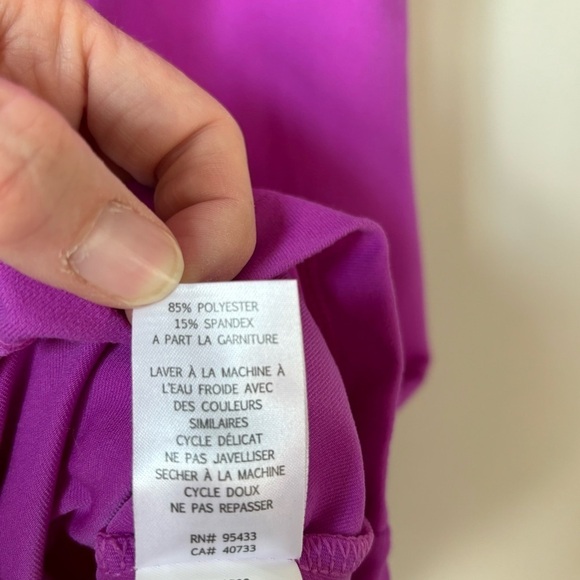 85% POLYESTER
15% SPANDEX
A PART LA GARNITURE
LAVER À LA MACHINE À
L'EAU FROIDE AVEC
DES COULEURS
SIMILAIRES
CYCLE DÉLICAT
NE PAS JAVELLISER
SECHER À LA MACHINE
CYCLE DOUX
NE PAS REPASSER
RN# 95433
CA# 40733